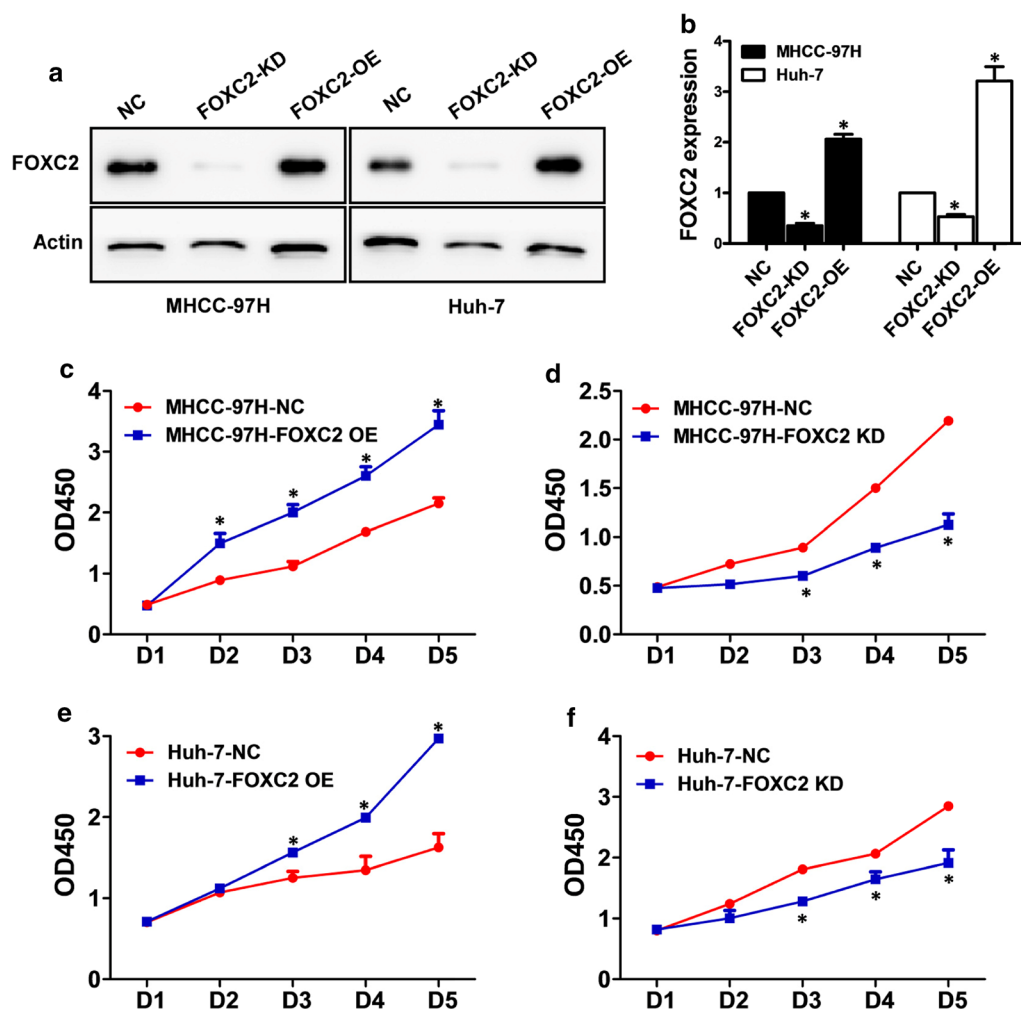 a
NC FOXC2-KD FOXC2-OE NC FOXC2-KD FOXC2-OE
FOXC2
Actin
MHCC-97H Huh-7
b
FOXC2 expression
4
3
2
1
0
MHCC-97H
Huh-7
* * * *
NC FOXC2-KD FOXC2-OE NC FOXC2-KD FOXC2-OE
c
OD450
4
3
2
1
0
MHCC-97H-NC
MHCC-97H-FOXC2 OE
* * * *
D1 D2 D3 D4 D5
d
OD450
2.5
2.0
1.5
1.0
0.5
0.0
MHCC-97H-NC
MHCC-97H-FOXC2 KD
* * *
D1 D2 D3 D4 D5
e
OD450
3
2
1
0
Huh-7-NC
Huh-7-FOXC2 OE
* * *
D1 D2 D3 D4 D5
f
OD450
4
3
2
1
0
Huh-7-NC
Huh-7-FOXC2 KD
* * *
D1 D2 D3 D4 D5